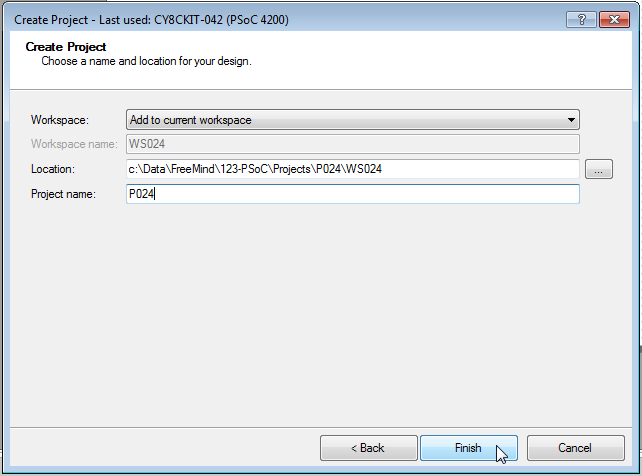 Create Project - Last used: CY8CKIT-042 (PSoC 4200)
?
Create Project
Choose a name and location for your design.
Workspace: Add to current workspace
Workspace name: WS024
Location: c:\Data\FreeMind\123-PSoC\Projects\P024\WS024 ...
Project name: P024
< Back Finish Cancel